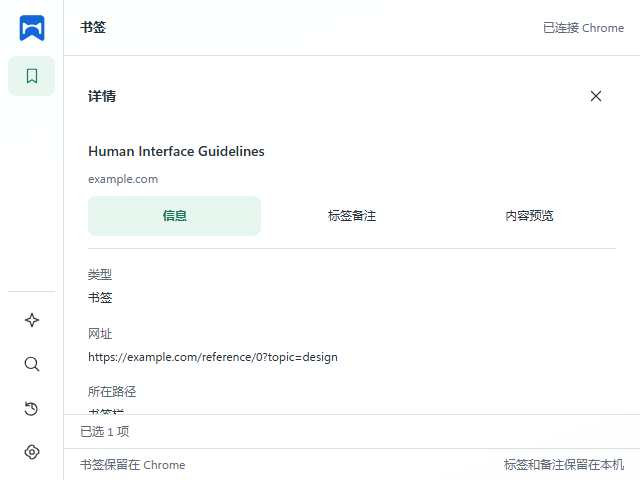 书签
已连接 Chrome
详情
Human Interface Guidelines
example.com
信息
标签备注
内容预览
类型
书签
网址
https://example.com/reference/0?topic=design
所在路径
书签栏
已选 1 项
书签保留在 Chrome
标签和备注保留在本机